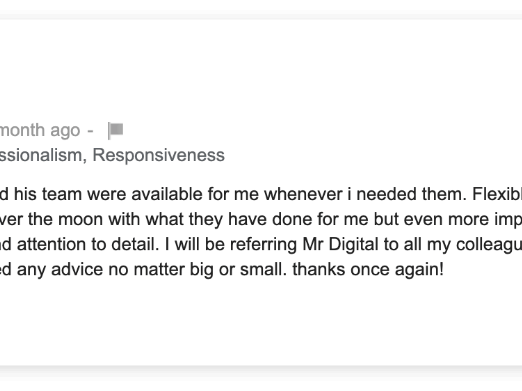 month ago -
ssionalism, Responsiveness
d his team were available for me whenever i needed them. Flexibl
ver the moon with what they have done for me but even more imp
d attention to detail. I will be referring Mr Digital to all my colleagu
ed any advice no matter big or small. thanks once again!